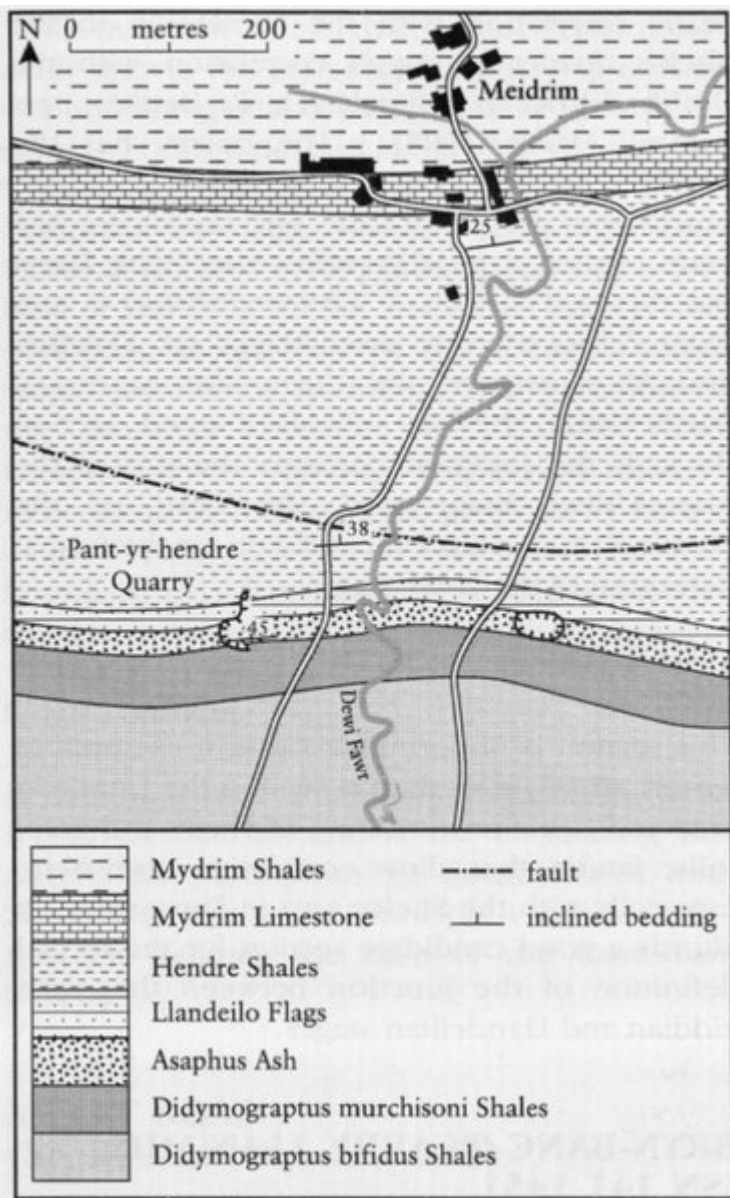 N
0 metres 200
Meidrim
25
38
Pant-yr-hendre
Quarry
45
Dewi Fawr
Mydrim Shales
Mydrim Limestone
Hendre Shales
Llandeilo Flags
Asaphus Ash
Didymograptus murchisoni Shales
Didymograptus bifidus Shales
fault
inclined bedding